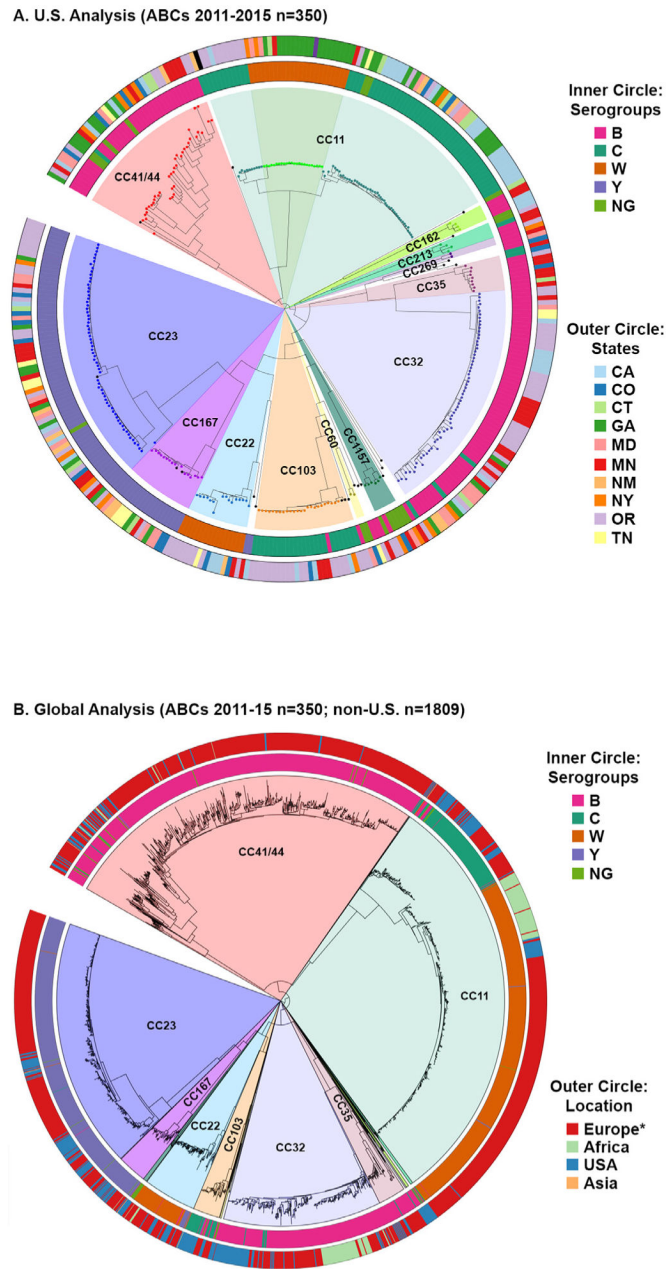 A. U.S. Analysis (ABCs 2011-2015 n=350)
Inner Circle:
Serogroups
B
C
W
Y
NG
CC11
CC41/44
CC162
CC213
CC269
CC35
CC23
CC32
CC167
CC22
CC103
CC60
CC1157
Outer Circle:
States
CA
CO
CT
GA
MD
MN
NM
NY
OR
TN
B. Global Analysis (ABCs 2011-15 n=350; non-U.S. n=1809)
Inner Circle:
Serogroups
B
C
W
Y
NG
CC41/44
CC11
CC23
CC167
CC22
CC103
CC32
CC35
Outer Circle:
Location
Europe*
Africa
USA
Asia